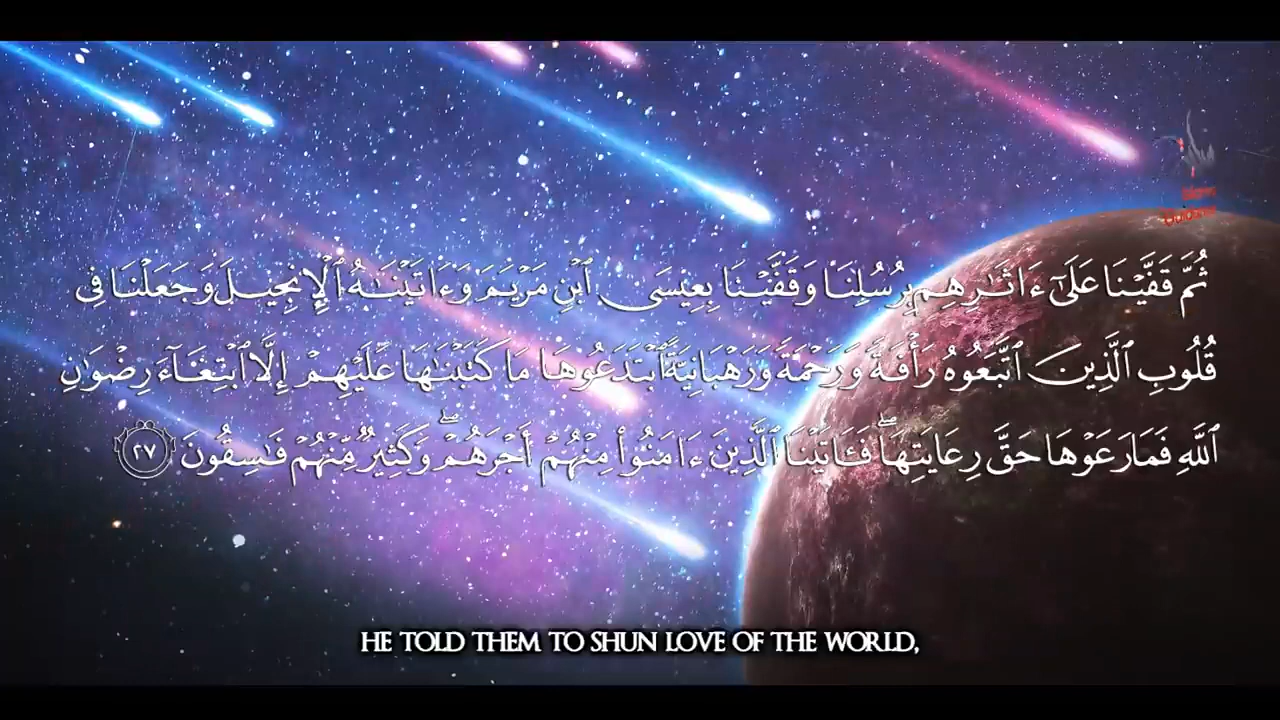 ثُمَّ قَفَّيْنَا عَلَىٰٓ ءَاثَـٰرِهِم بِرُسُلِنَا وَقَفَّيْنَا بِعِيسَى ٱبْنِ مَرْيَمَ وَءَاتَيْنَـٰهُ ٱلْإِنجِيلَ وَجَعَلْنَا فِى
قُلُوبِ ٱلَّذِينَ ٱتَّبَعُوهُ رَأْفَةً وَرَحْمَةً وَرَهْبَانِيَّةً ٱبْتَدَعُوهَا مَا كَتَبْنَـٰهَا عَلَيْهِمْ إِلَّا ٱبْتِغَآءَ رِضْوَٰنِ
ٱللَّهِ فَمَا رَعَوْهَا حَقَّ رِعَايَتِهَا ۖ فَـَٔاتَيْنَا ٱلَّذِينَ ءَامَنُوا۟ مِنْهُمْ أَجْرَهُمْ ۖ وَكَثِيرٌ مِّنْهُمْ فَـٰسِقُونَ ٢٧
HE TOLD THEM TO SHUN LOVE OF THE WORLD,